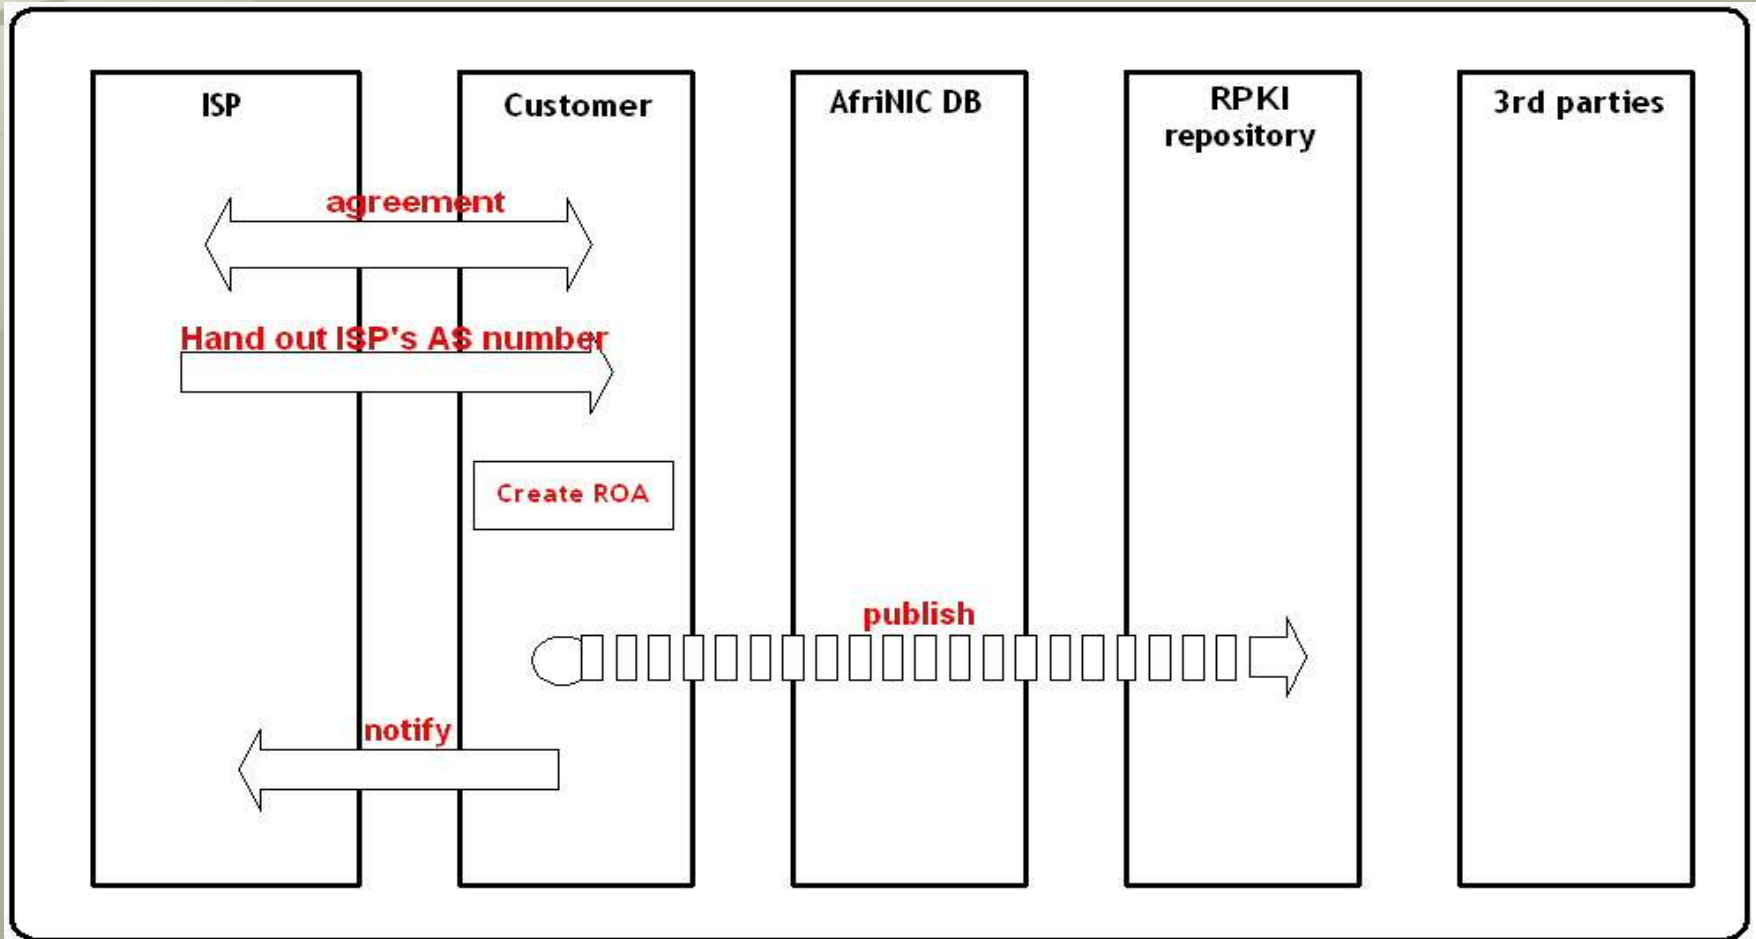 ISP
Customer
AfriNIC DB
RPKI
repository
3rd parties
agreement
Hand out ISP's AS number
Create ROA
publish
notify